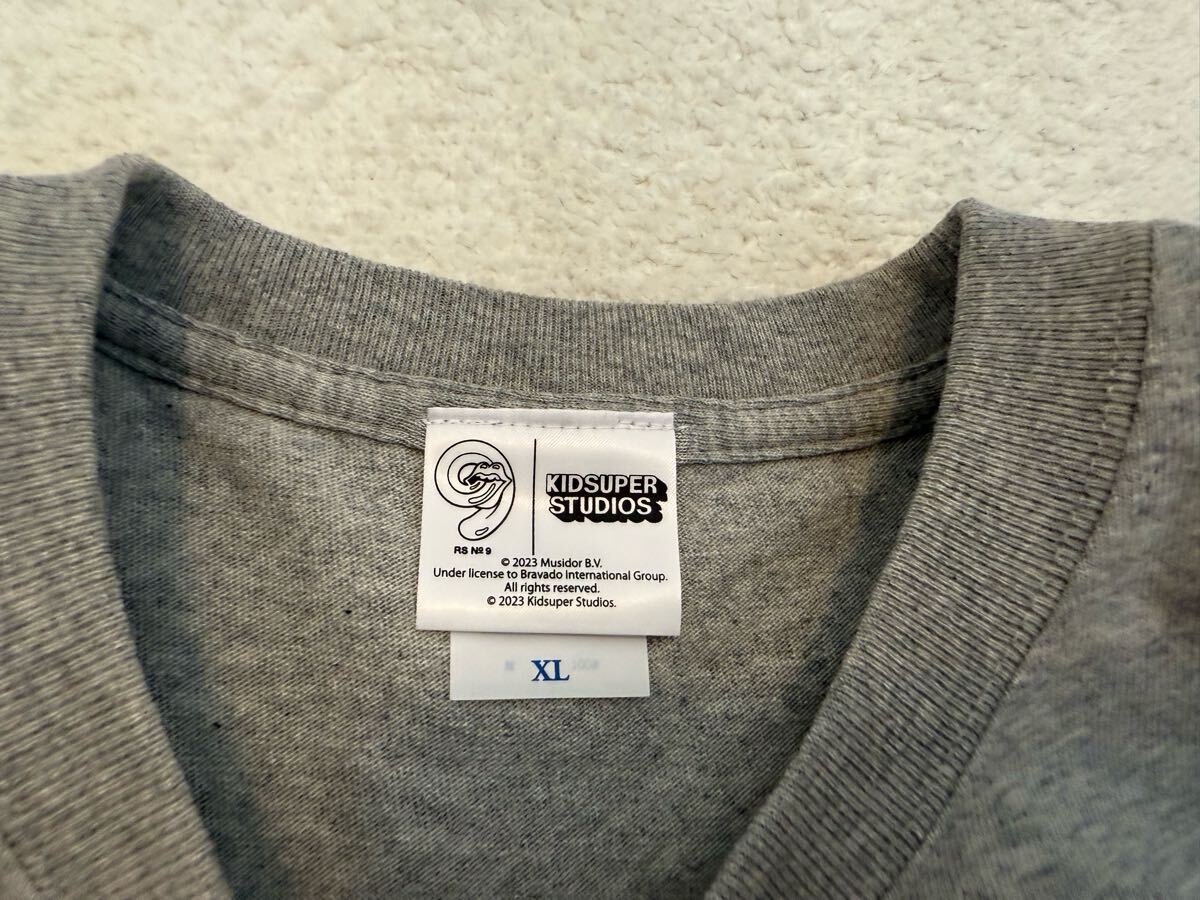 KIDSUPER
STUDIOS
RS Nº 9
© 2023 Musidor B.V.
Under license to Bravado International Group.
All rights reserved.
© 2023 Kidsuper Studios.
XL